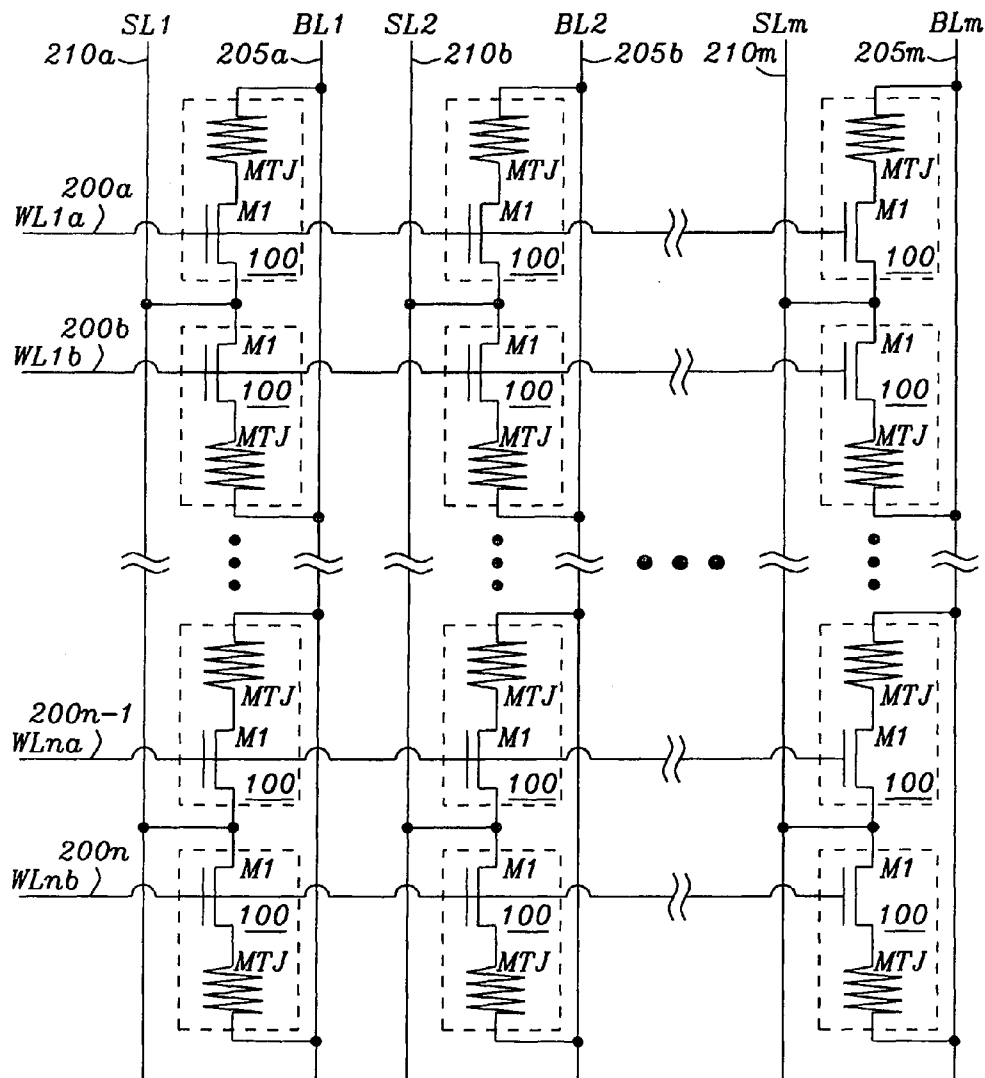 SL1 BL1 SL2 BL2 SLm BLm
210a 205a 210b 205b 210m 205m
MTJ MTJ MTJ
200a
WL1a M1 M1 M1
100 100 100
200b
WL1b M1 M1 M1
100 100 100
MTJ MTJ MTJ
MTJ MTJ MTJ
200n-1
WLna M1 M1 M1
100 100 100
200n
WLnb M1 M1 M1
100 100 100
MTJ MTJ MTJ